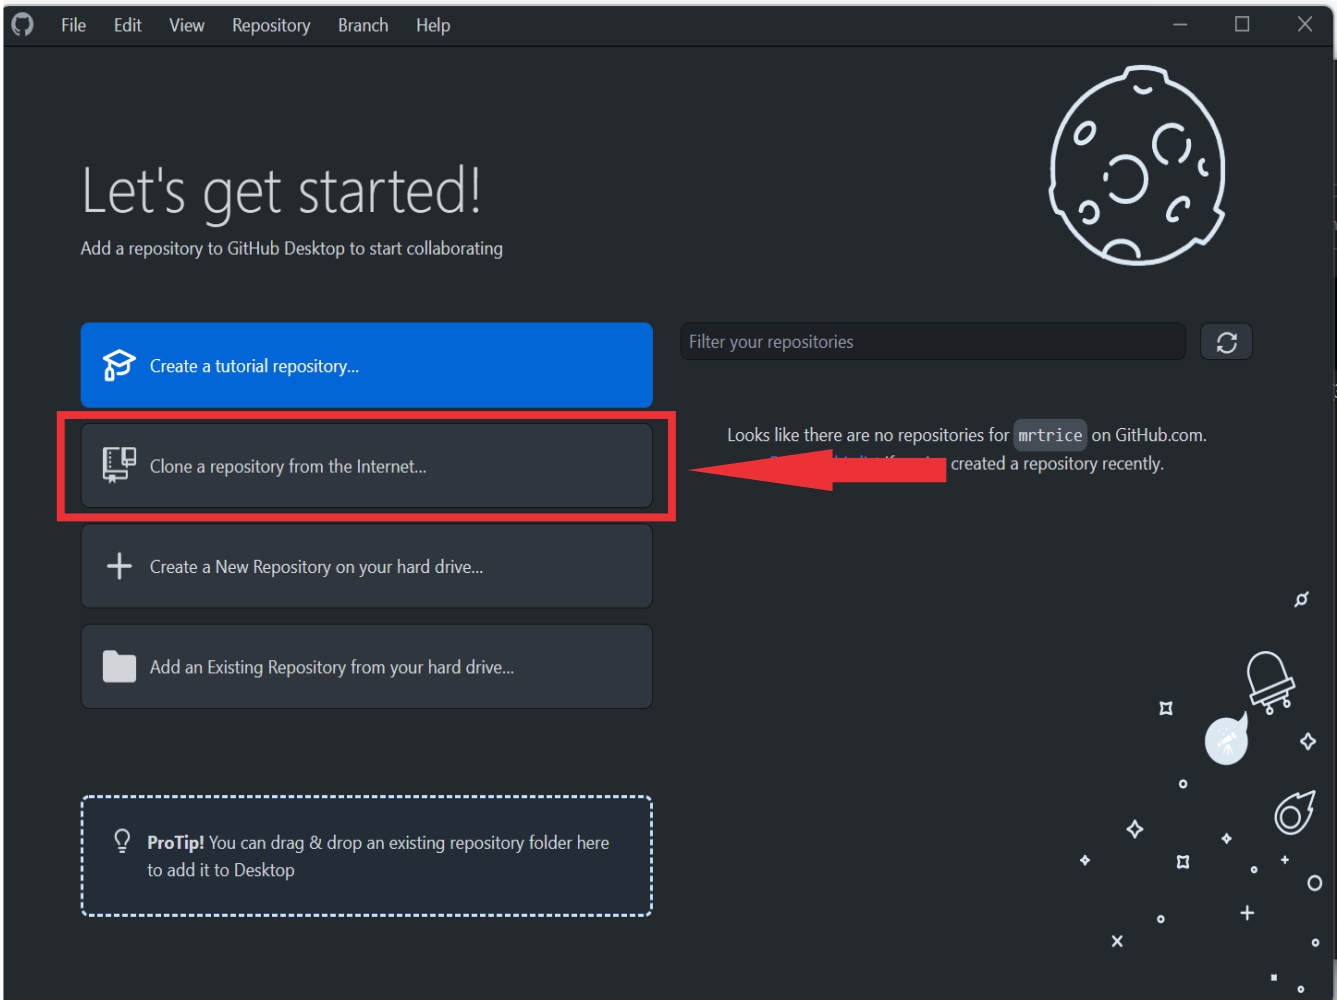 File Edit View Repository Branch Help
Let's get started!
Add a repository to GitHub Desktop to start collaborating
Create a tutorial repository...
Clone a repository from the Internet...
Create a New Repository on your hard drive...
Add an Existing Repository from your hard drive...
ProTip! You can drag & drop an existing repository folder here
to add it to Desktop
Filter your repositories
Looks like there are no repositories for mrtrice on GitHub.com.
created a repository recently.